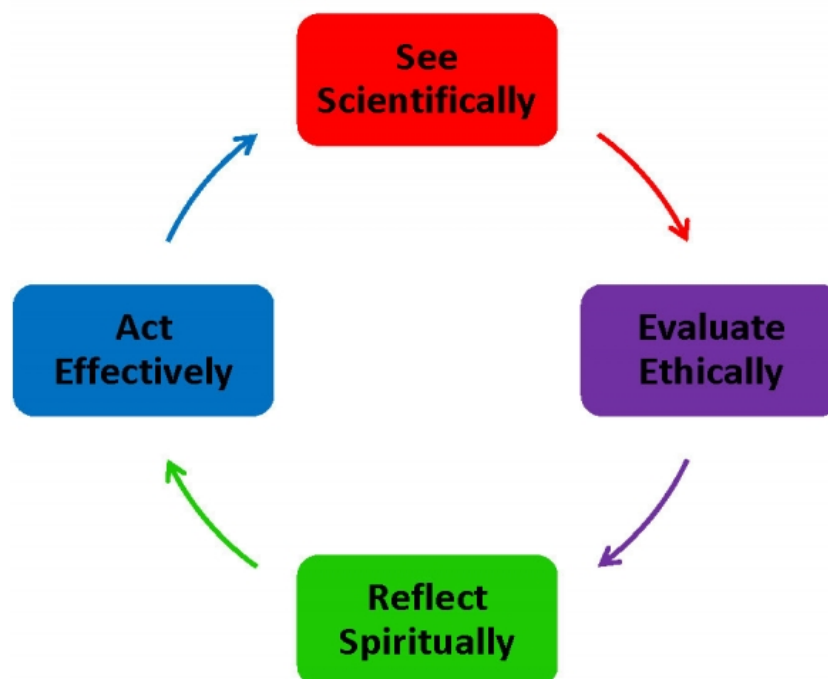 See
Scientifically
Evaluate
Ethically
Reflect
Spiritually
Act
Effectively